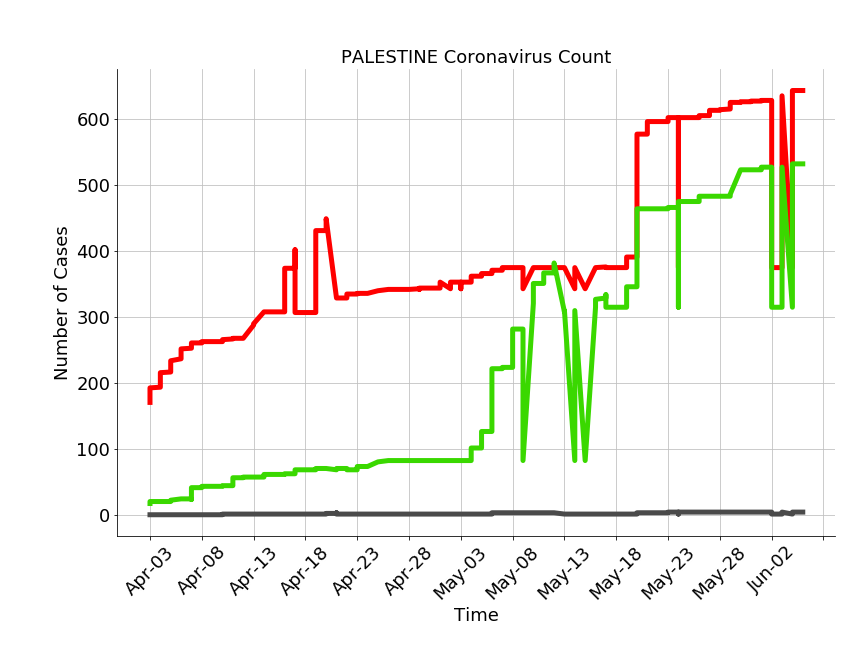 PALESTINE Coronavirus Count
Number of Cases
600
500
400
300
200
100
0
Apr-03
Apr-08
Apr-13
Apr-18
Apr-23
Apr-28
May-03
May-08
May-13
May-18
May-23
May-28
Jun-02
Time